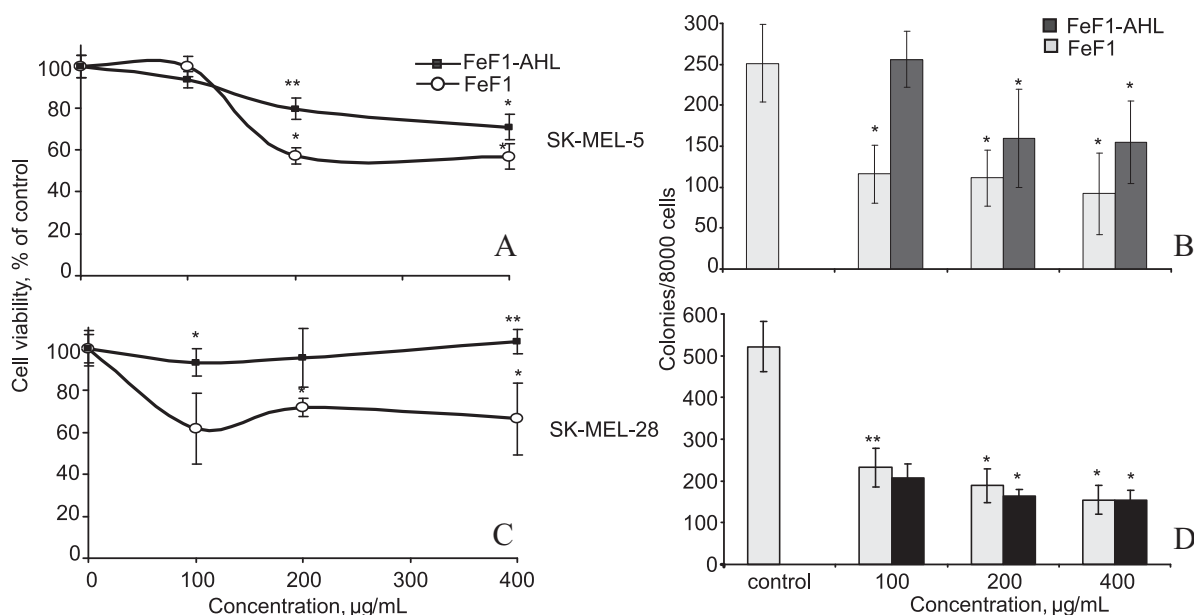 Cell viability, % of control
100
80
60
40
20
0
**
*
*
*
FeF1-AHL
FeF1
A
SK-MEL-5
Colonies/8000 cells
300
250
200
150
100
50
0
FeF1-AHL
FeF1
*
*
*
*
*
B
100
80
60
40
20
0
*
*
**
*
C
0 100 200 300 400
Concentration, µg/mL
SK-MEL-28
600
500
400
300
200
100
0
**
*
*
*
*
D
control 100 200 400
Concentration, µg/mL